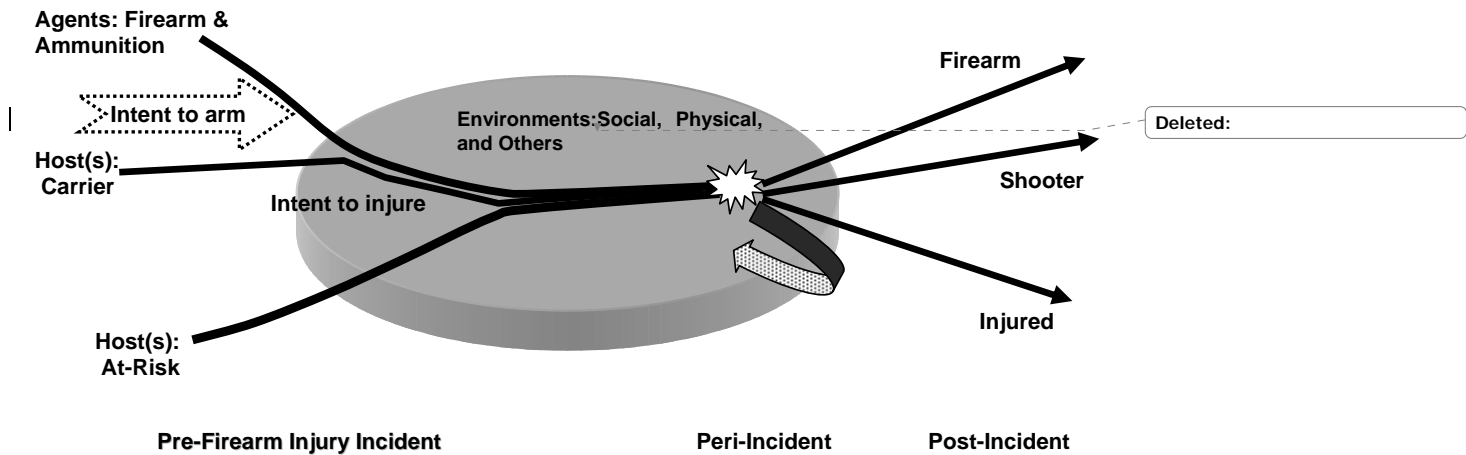 Agents: Firearm &
Ammunition
Intent to arm
Host(s):
Carrier
Intent to injure
Host(s):
At-Risk
Environments:Social, Physical,
and Others
Firearm
Deleted:
Shooter
Injured
Pre-Firearm Injury Incident
Peri-Incident
Post-Incident